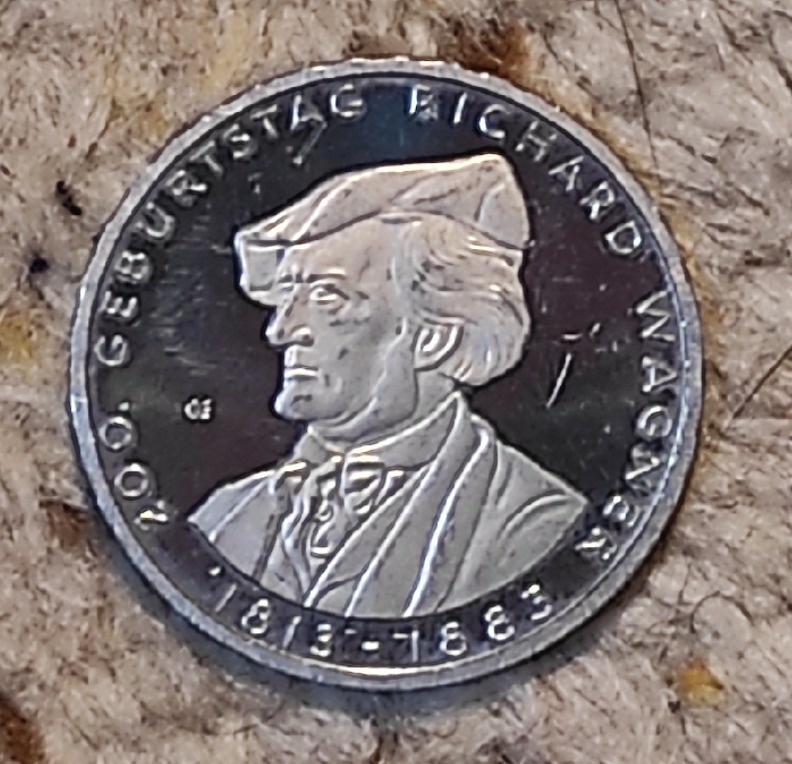 200. GEBURTSTAG RICHARD WAGNER
1813-1883